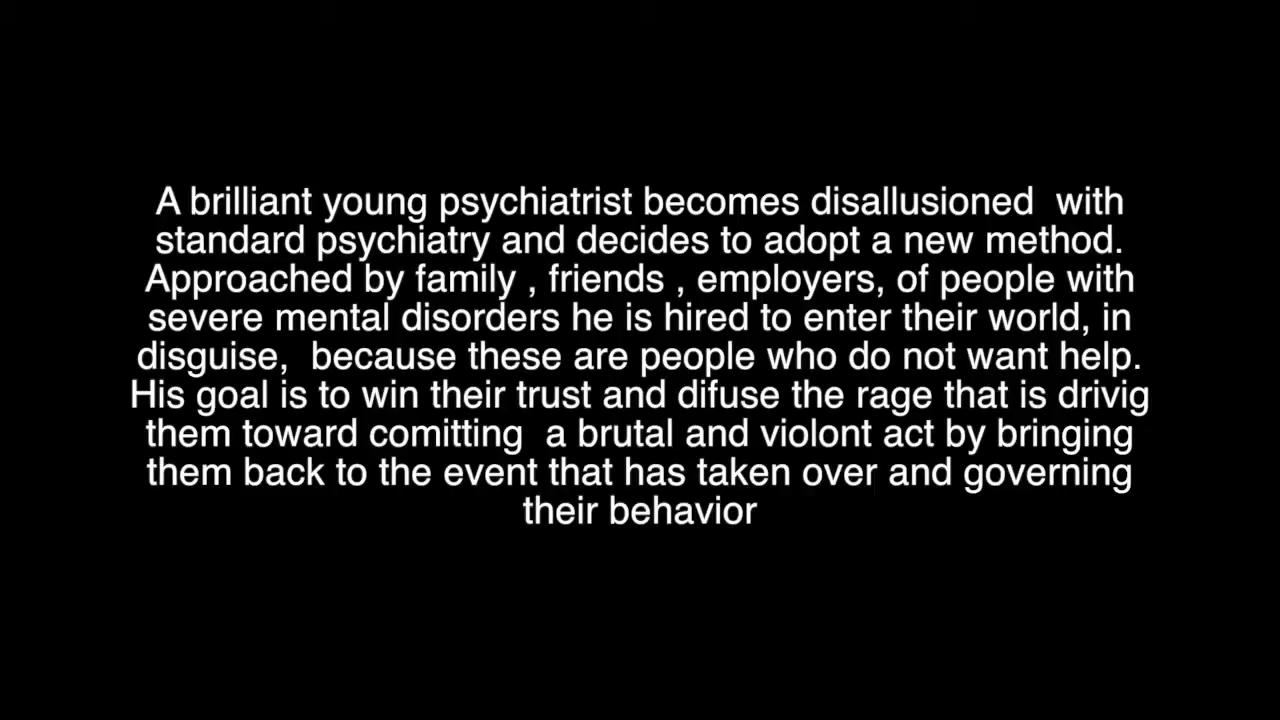 A brilliant young psychiatrist becomes disallusioned  with
standard psychiatry and decides to adopt a new method.
Approached by family , friends , employers, of people with
severe mental disorders he is hired to enter their world, in
disguise,  because these are people who do not want help.
His goal is to win their trust and difuse the rage that is drivig
them toward comitting  a brutal and violont act by bringing
them back to the event that has taken over and governing
their behavior